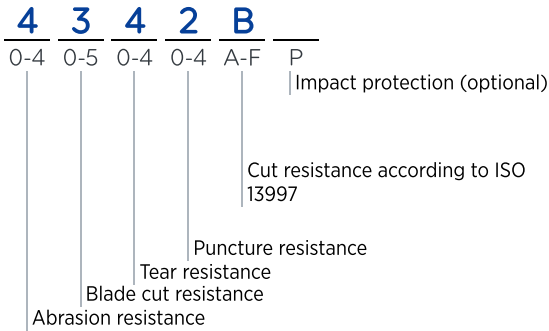 4 3 4 2 B
0-4 0-5 0-4 0-4 A-F P
Impact protection (optional)
Cut resistance according to ISO
13997
Puncture resistance
Tear resistance
Blade cut resistance
Abrasion resistance